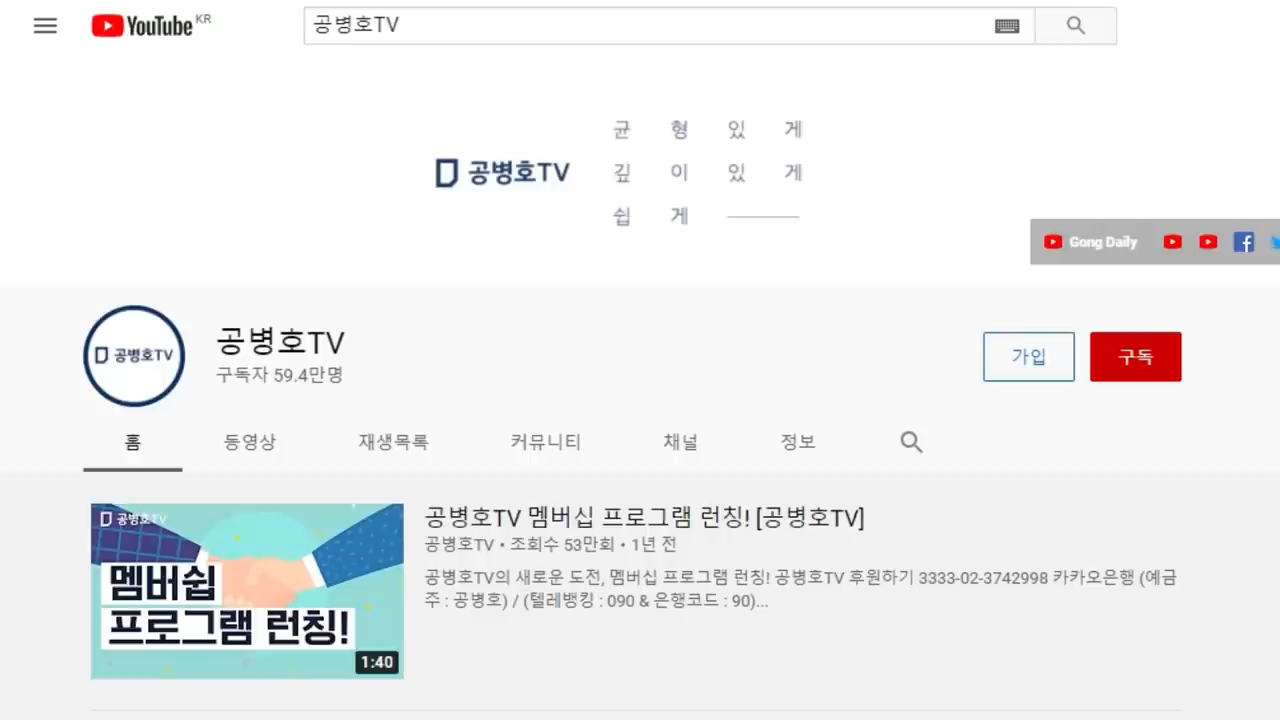 YouTube KR
공병호TV
공병호TV
균 형 있 게
깊 이 있 게
쉽 게
Gong Daily
공병호TV
공병호TV
구독자 59.4만명
가입
구독
홈 동영상 재생목록 커뮤니티 채널 정보
공병호TV
멤버쉽
프로그램 런칭!
1:40
공병호TV 멤버십 프로그램 런칭! [공병호TV]
공병호TV • 조회수 53만회 • 1년 전
공병호TV의 새로운 도전, 멤버십 프로그램 런칭! 공병호TV 후원하기 3333-02-3742998 카카오은행 (예금
주 : 공병호) / (텔레뱅킹 : 090 & 은행코드 : 90)...